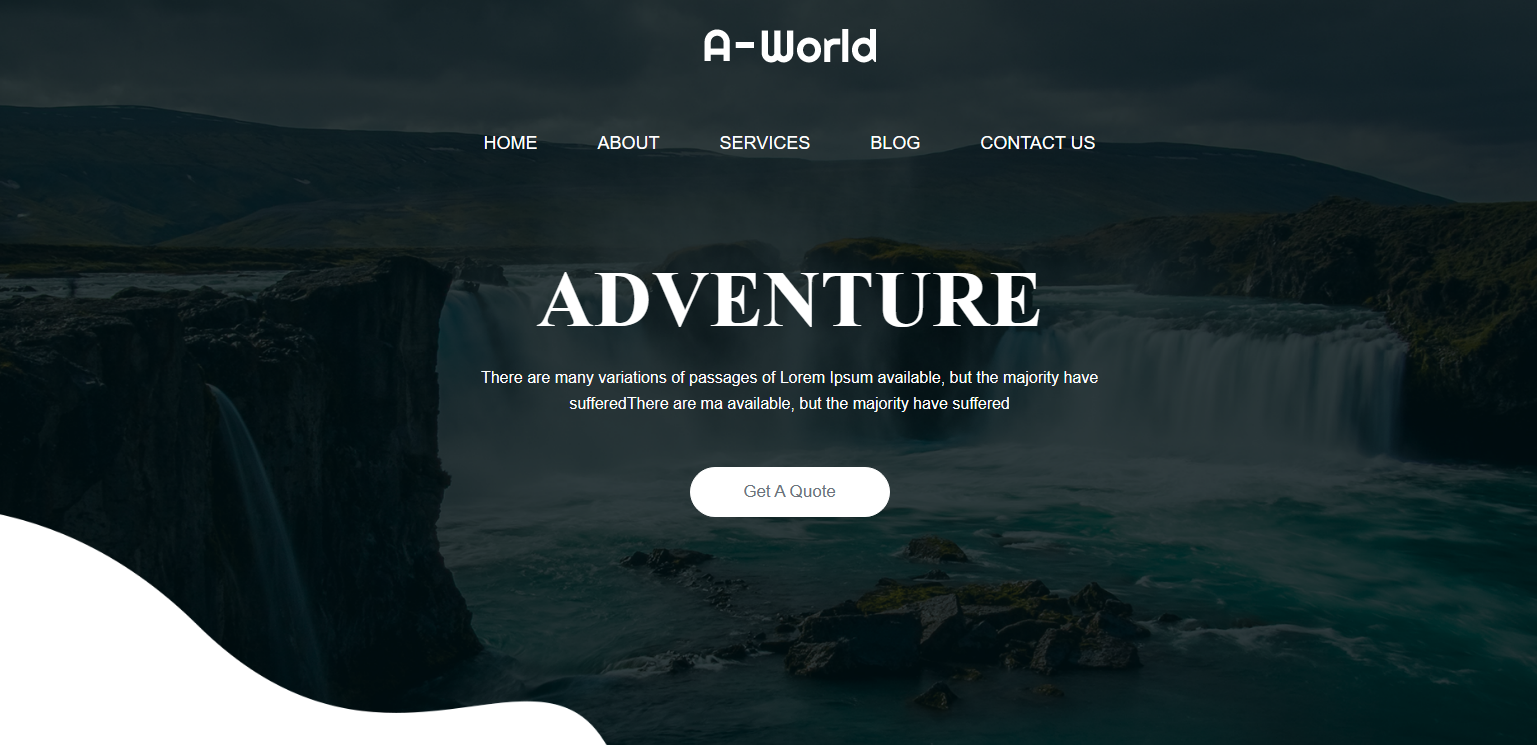 A-World
HOME ABOUT SERVICES BLOG CONTACT US
ADVENTURE
There are many variations of passages of Lorem Ipsum available, but the majority have
sufferedThere are ma available, but the majority have suffered
Get A Quote